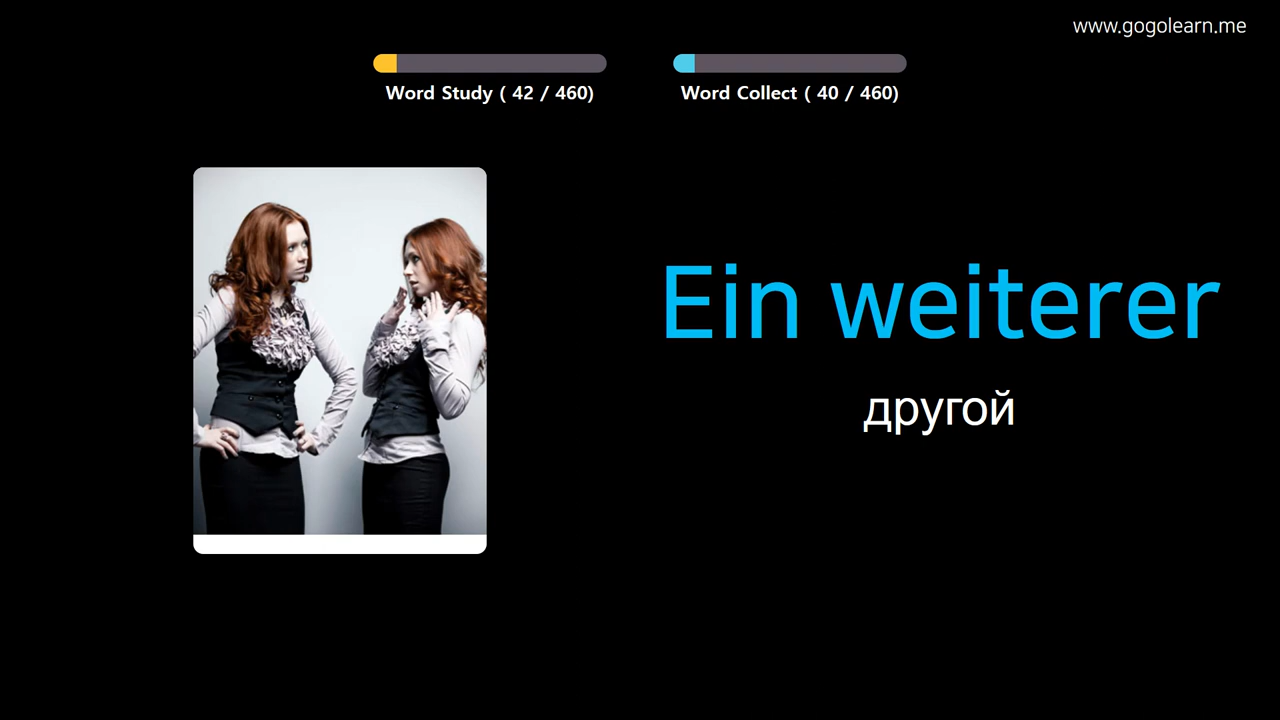 www.gogolearn.me
Word Study ( 42 / 460)
Word Collect ( 40 / 460)
Ein weiterer
другой